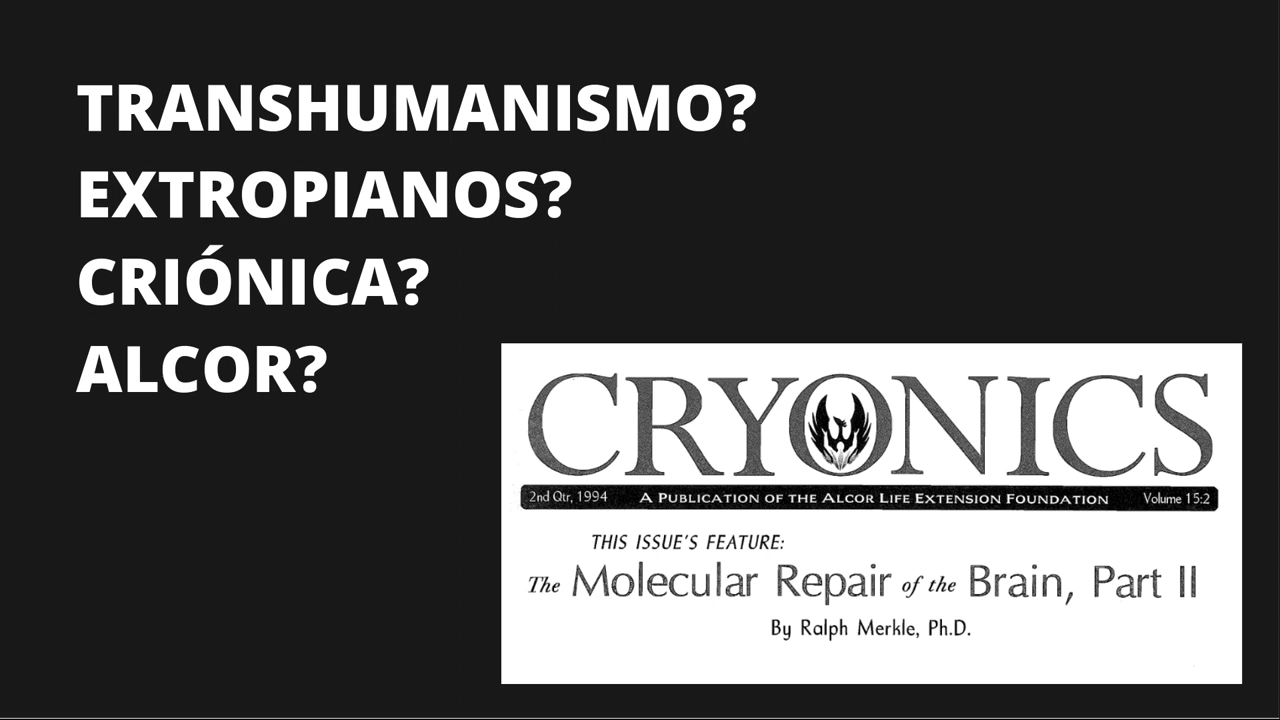 TRANSHUMANISMO?
EXTROPIANOS?
CRIÓNICA?
ALCOR?
CRYONICS
2nd Qtr, 1994 A PUBLICATION OF THE ALCOR LIFE EXTENSION FOUNDATION Volume 15:2
THIS ISSUE'S FEATURE:
The Molecular Repair of the Brain, Part II
By Ralph Merkle, Ph.D.